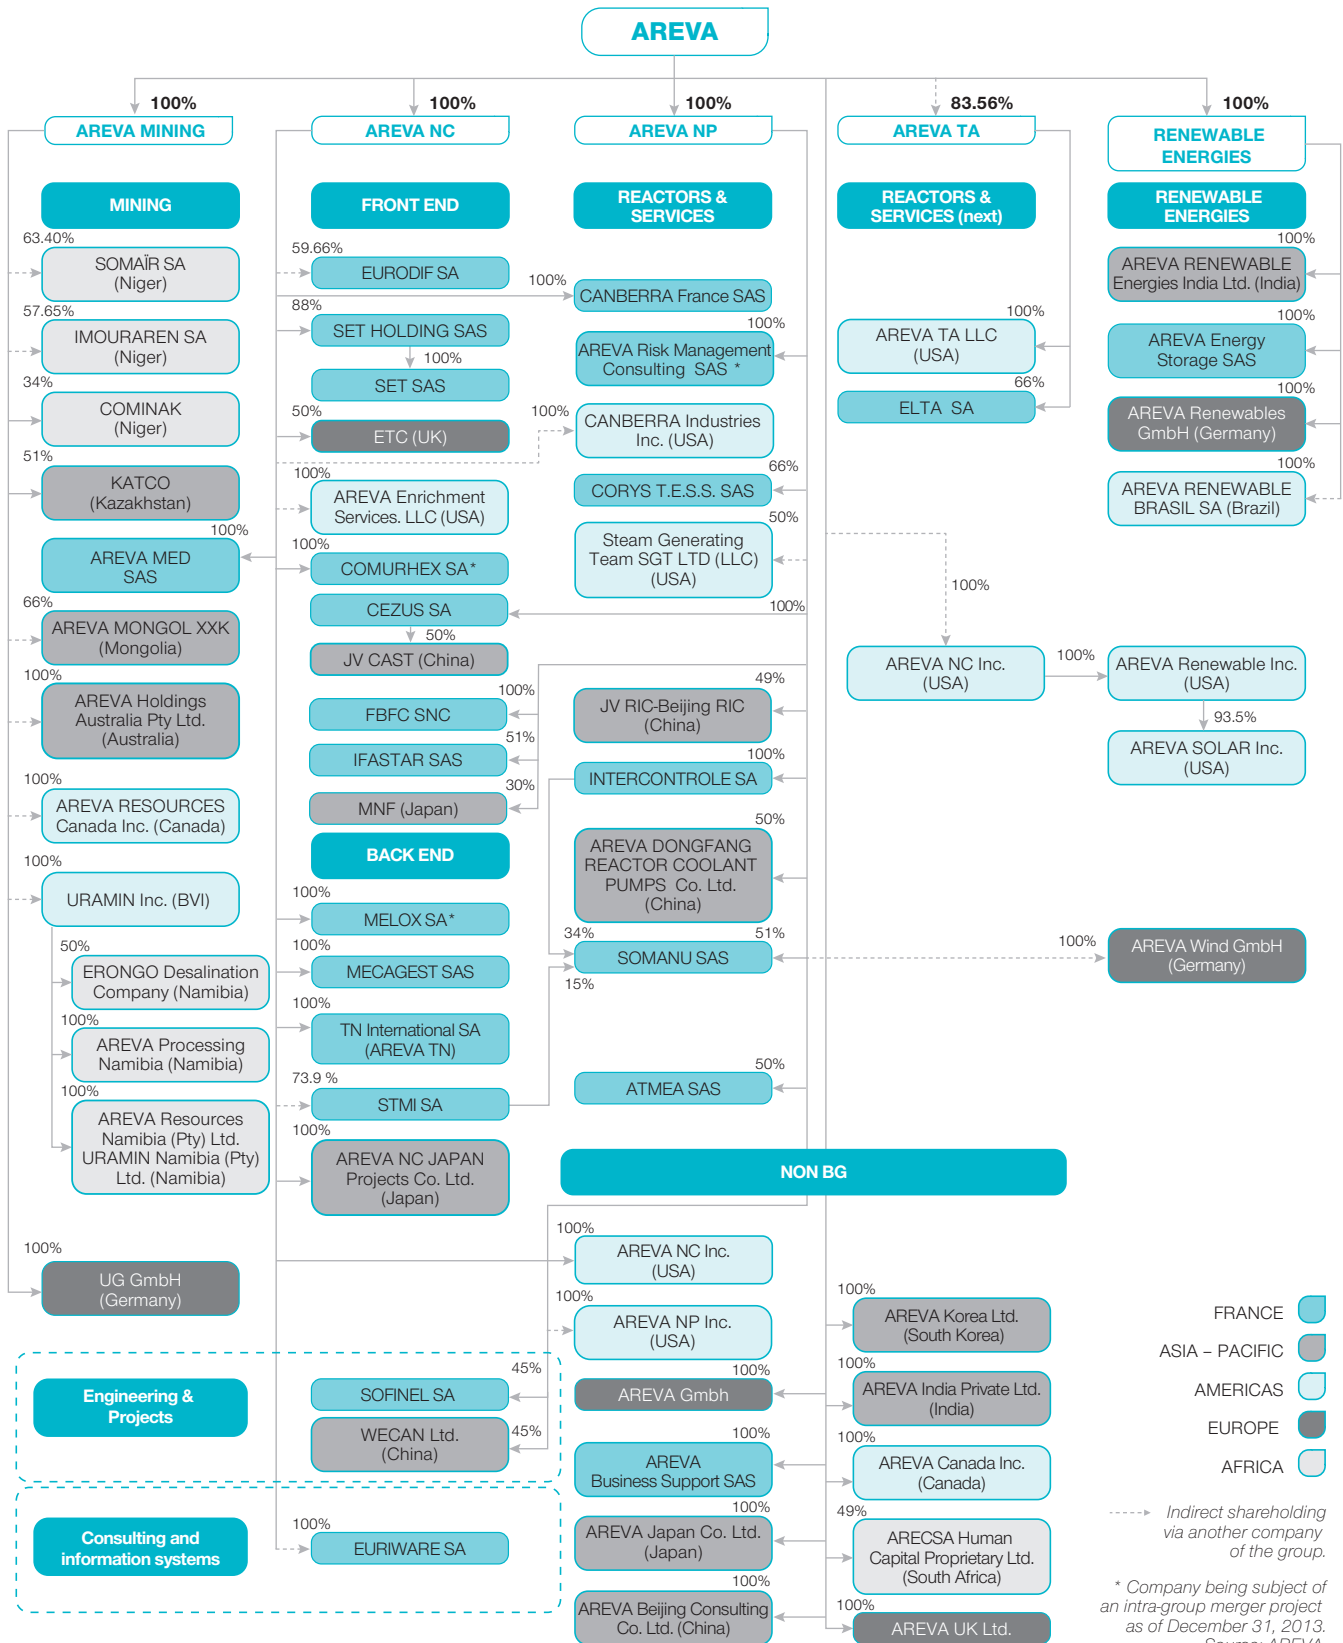 AREVA
100%
AREVA MINING
100%
AREVA NC
100%
AREVA NP
83.56%
AREVA TA
100%
RENEWABLE
ENERGIES
MINING
63.40%
SOMAÏR SA
(Niger)
57.65%
IMOURAREN SA
(Niger)
34%
COMINAK
(Niger)
51%
KATCO
(Kazakhstan)
100%
AREVA MED
SAS
66%
AREVA MONGOL XXK
(Mongolia)
100%
AREVA Holdings
Australia Pty Ltd.
(Australia)
100%
AREVA RESOURCES
Canada Inc. (Canada)
100%
URAMIN Inc. (BVI)
50%
ERONGO Desalination
Company (Namibia)
100%
AREVA Processing
Namibia (Namibia)
100%
AREVA Resources
Namibia (Pty) Ltd.
URAMIN Namibia (Pty)
Ltd. (Namibia)
100%
UG GmbH
(Germany)
FRONT END
59.66%
EURODIF SA
88%
SET HOLDING SAS
100%
SET SAS
50%
ETC (UK)
100%
AREVA Enrichment
Services. LLC (USA)
100%
COMURHEX SA*
CEZUS SA
100%
50%
JV CAST (China)
100%
FBFC SNC
51%
IFASTAR SAS
30%
MNF (Japan)
BACK END
100%
MELOX SA*
100%
MECAGEST SAS
100%
TN International SA
(AREVA TN)
73.9 %
STMI SA
100%
AREVA NC JAPAN
Projects Co. Ltd.
(Japan)
REACTORS &
SERVICES
100%
CANBERRA France SAS
100%
AREVA Risk Management
Consulting SAS *
100%
CANBERRA Industries
Inc. (USA)
66%
CORYS T.E.S.S. SAS
50%
Steam Generating
Team SGT LTD (LLC)
(USA)
49%
JV RIC-Beijing RIC
(China)
100%
INTERCONTROLE SA
50%
AREVA DONGFANG
REACTOR COOLANT
PUMPS Co. Ltd.
(China)
34%
51%
SOMANU SAS
15%
50%
ATMEA SAS
REACTORS &
SERVICES (next)
100%
AREVA TA LLC
(USA)
66%
ELTA SA
100%
AREVA NC Inc.
(USA)
100%
AREVA Renewable Inc.
(USA)
93.5%
AREVA SOLAR Inc.
(USA)
RENEWABLE
ENERGIES
100%
AREVA RENEWABLE
Energies India Ltd. (India)
100%
AREVA Energy
Storage SAS
100%
AREVA Renewables
GmbH (Germany)
100%
AREVA RENEWABLE
BRASIL SA (Brazil)
100%
AREVA Wind GmbH
(Germany)
NON BG
100%
AREVA NC Inc.
(USA)
100%
AREVA NP Inc.
(USA)
100%
AREVA Gmbh
100%
AREVA
Business Support SAS
100%
AREVA Japan Co. Ltd.
(Japan)
100%
AREVA Beijing Consulting
Co. Ltd. (China)
100%
AREVA Korea Ltd.
(South Korea)
100%
AREVA India Private Ltd.
(India)
100%
AREVA Canada Inc.
(Canada)
49%
ARECSA Human
Capital Proprietary Ltd.
(South Africa)
100%
AREVA UK Ltd.
Engineering &
Projects
45%
SOFINEL SA
45%
WECAN Ltd.
(China)
Consulting and
information systems
100%
EURIWARE SA
FRANCE
ASIA – PACIFIC
AMERICAS
EUROPE
AFRICA
Indirect shareholding
via another company
of the group.
* Company being subject of
an intra-group merger project
as of December 31, 2013.
Source: AREVA.